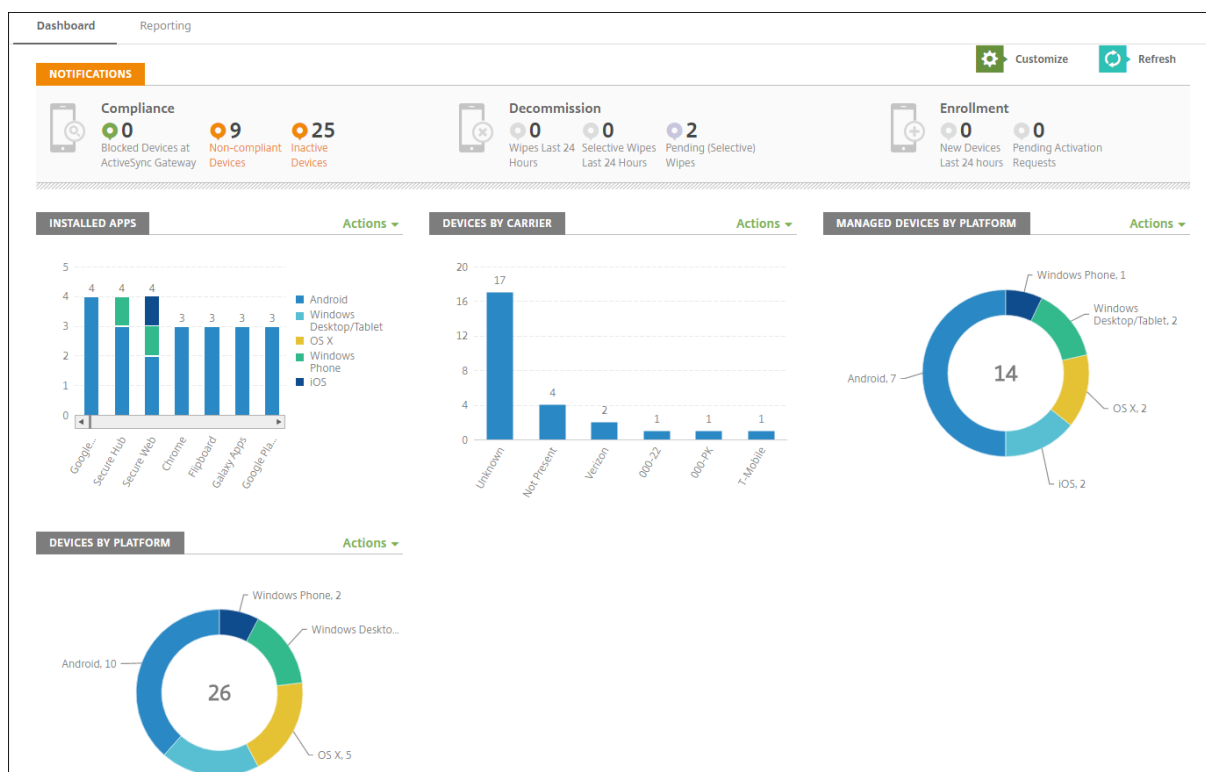 Dashboard Reporting
Customize Refresh
NOTIFICATIONS
Compliance
0 9 25
Blocked Devices at Non-compliant Inactive
ActiveSync Gateway Devices Devices
Decommission
0 0 2
Wipes Last 24 Selective Wipes Pending (Selective)
Hours Last 24 Hours Wipes
Enrollment
0 0
New Devices Pending Activation
Last 24 hours Requests
INSTALLED APPS Actions
5
4
3
2
1
0
4 4 4 3 3 3 3
Google... Secure Hub Secure Web Chrome Flipboard Galaxy Apps Google Pla...
Android
Windows
Desktop/Tablet
OS X
Windows
Phone
iOS
DEVICES BY CARRIER Actions
20
16
12
8
4
0
17 4 2 1 1 1
Unknown Not Present Verizon 000-22 000-PK T-Mobile
MANAGED DEVICES BY PLATFORM Actions
Windows Phone, 1
Windows
Desktop/Tablet, 2
Android, 7
14
OS X, 2
iOS, 2
DEVICES BY PLATFORM Actions
Windows Phone, 2
Windows Deskto...
Android, 10
26
OS X, 5